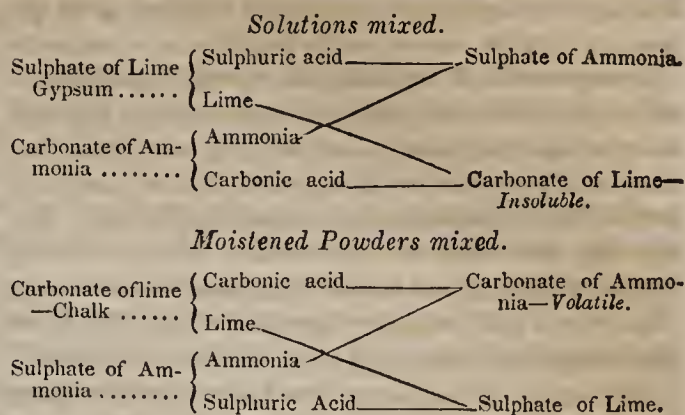 Solutions mixed.
Sulphate of Lime
Gypsum ......
Sulphuric acid
Lime
Sulphate of Ammonia.
Carbonate of Am-
monia ........
Ammonia
Carbonic acid
Carbonate of Lime—
Insoluble.
Moistened Powders mixed.
Carbonate of lime
—Chalk ......
Carbonic acid
Lime
Carbonate of Ammo-
nia—Volatile.
Sulphate of Am-
monia ........
Ammonia
Sulphuric Acid
Sulphate of Lime.